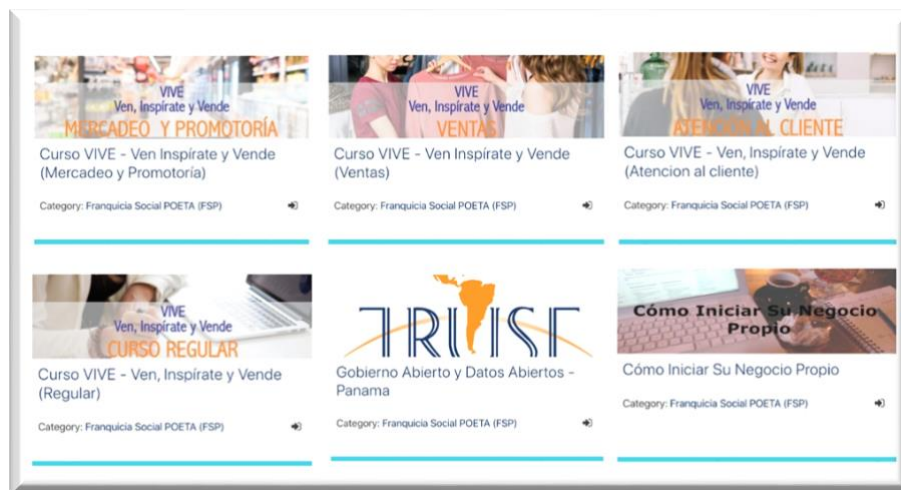 VIVE
Ven, Inspírate y Vende
MERCADEO Y PROMOTORÍA
Curso VIVE - Ven Inspírate y Vende
(Mercadeo y Promotoría)
Category: Franquicia Social POETA (FSP)
VIVE
Ven, Inspírate y Vende
VENTAS
Curso VIVE - Ven Inspírate y Vende
(Ventas)
Category: Franquicia Social POETA (FSP)
VIVE
Ven, Inspírate y Vende
ATENCION AL CLIENTE
Curso VIVE - Ven, Inspírate y Vende
(Atencion al cliente)
Category: Franquicia Social POETA (FSP)
VIVE
Ven, Inspírate y Vende
CURSO REGULAR
Curso VIVE - Ven, Inspírate y Vende
(Regular)
Category: Franquicia Social POETA (FSP)
TRUST
Gobierno Abierto y Datos Abiertos -
Panama
Category: Franquicia Social POETA (FSP)
Cómo Iniciar Su Negocio
Propio
Cómo Iniciar Su Negocio Propio
Category: Franquicia Social POETA (FSP)